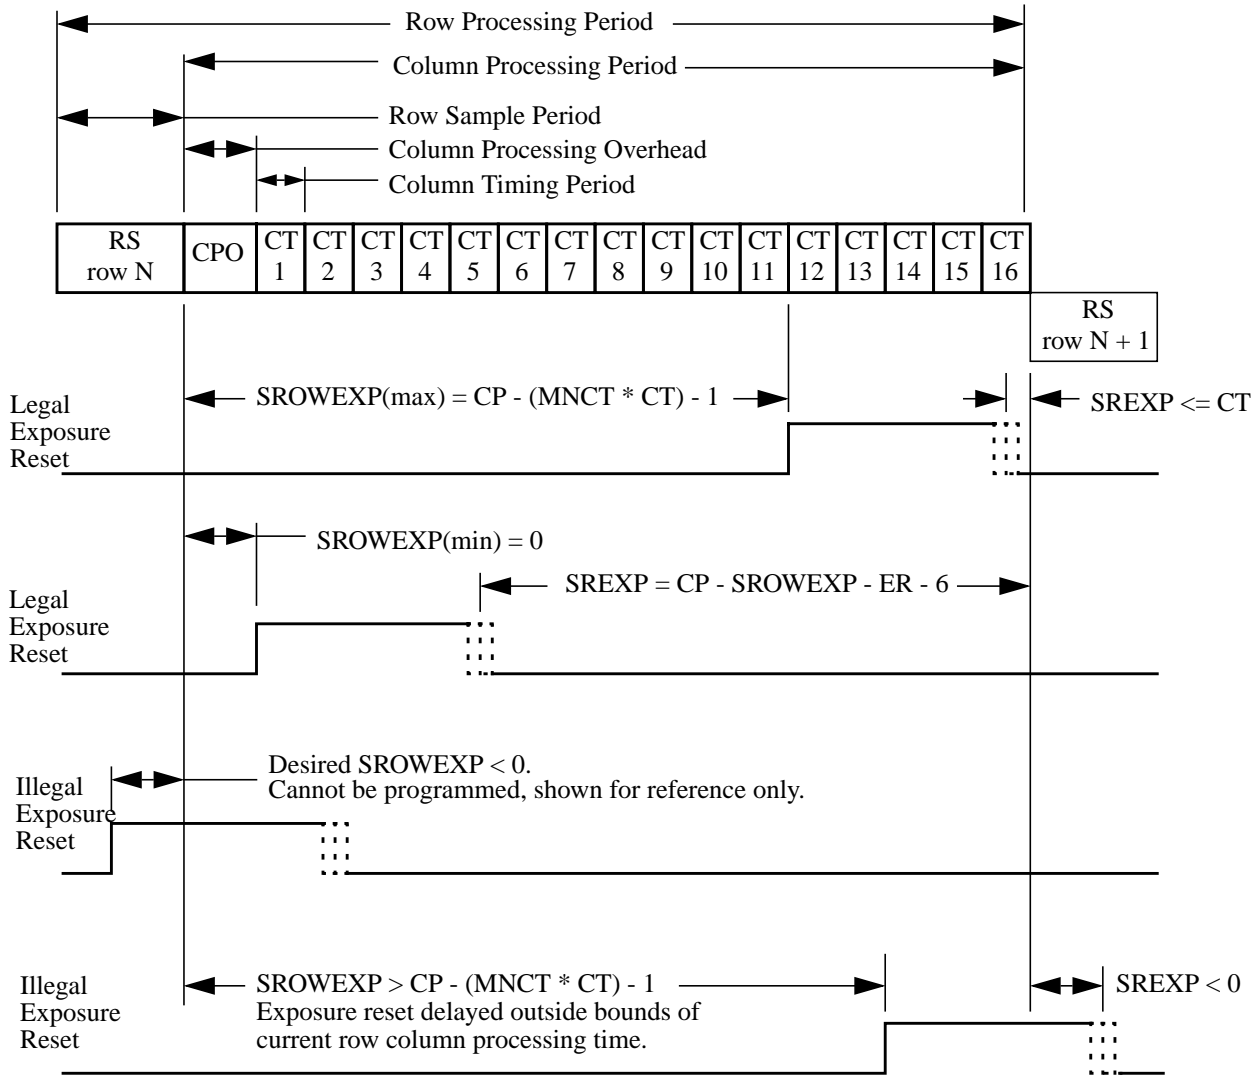 Row Processing Period
Column Processing Period
Row Sample Period
Column Processing Overhead
Column Timing Period
RS
row N
CPO
CT
1
CT
2
CT
3
CT
4
CT
5
CT
6
CT
7
CT
8
CT
9
CT
10
CT
11
CT
12
CT
13
CT
14
CT
15
CT
16
RS
row N + 1
Legal
Exposure
Reset
SROWEXP(max) = CP - (MNCT * CT) - 1
SREXP <= CT
SROWEXP(min) = 0
Legal
Exposure
Reset
SREXP = CP - SROWEXP - ER - 6
Illegal
Exposure
Reset
Desired SROWEXP < 0.
Cannot be programmed, shown for reference only.
Illegal
Exposure
Reset
SROWEXP > CP - (MNCT * CT) - 1
Exposure reset delayed outside bounds of
current row column processing time.
SREXP < 0